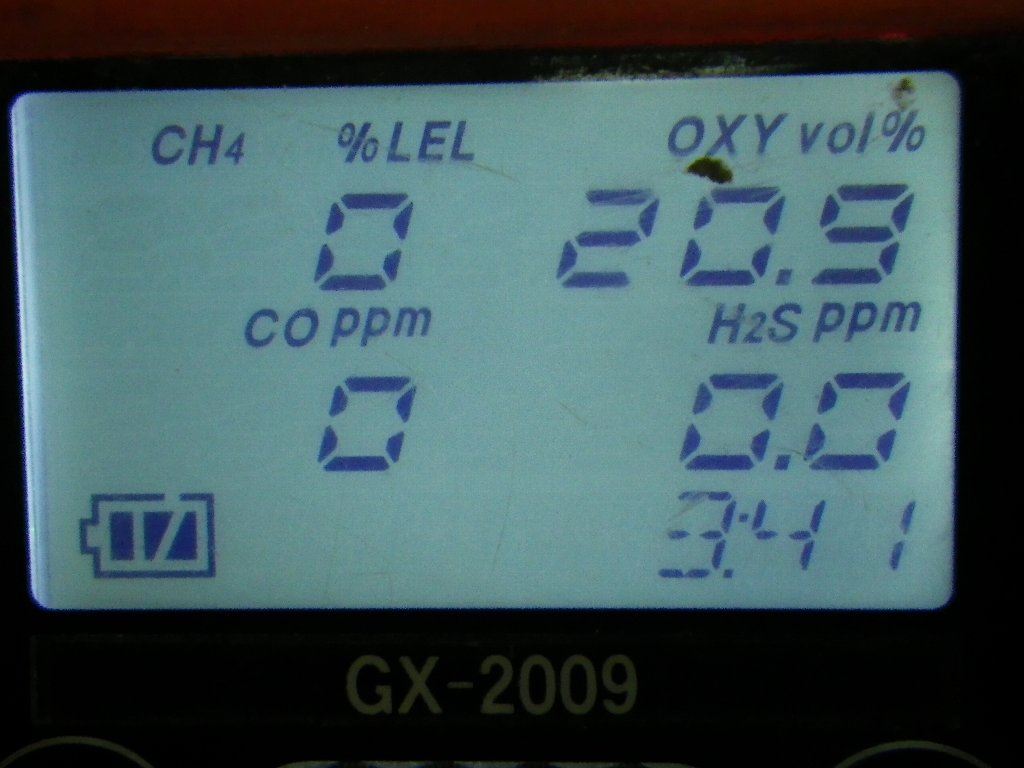 CH4 %LEL OXY vol%
0 20.9
CO ppm H2S ppm
0 0.0
3:41
GX-2009